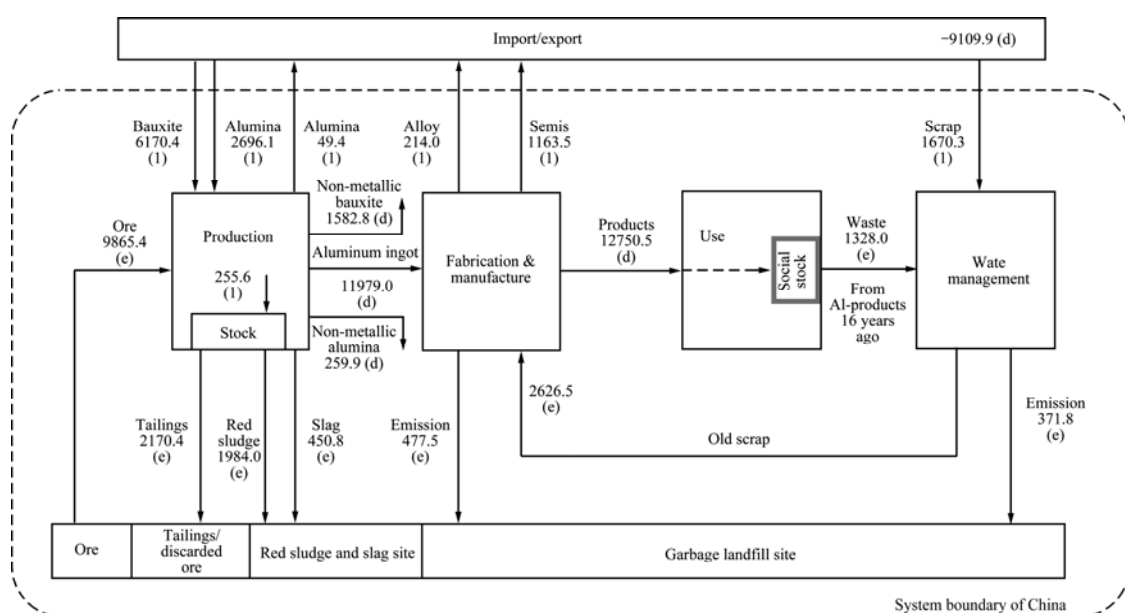 Import/export
−9109.9 (d)
Bauxite
6170.4
(1)
Alumina
2696.1
(1)
Alumina
49.4
(1)
Alloy
214.0
(1)
Semis
1163.5
(1)
Scrap
1670.3
(1)
Ore
9865.4
(e)
Production
255.6
(1)
Stock
Non-metallic
bauxite
1582.8 (d)
Aluminum ingot
11979.0
(d)
Non-metallic
alumina
259.9 (d)
Fabrication &
manufacture
Products
12750.5
(d)
Use
Social
stock
Waste
1328.0
(e)
From
Al-products
16 years
ago
Wate
management
Tailings
2170.4
(e)
Red
sludge
1984.0
(e)
Slag
450.8
(e)
Emission
477.5
(e)
2626.5
(e)
Old scrap
Emission
371.8
(e)
Ore
Tailings/
discarded
ore
Red sludge and slag site
Garbage landfill site
System boundary of China